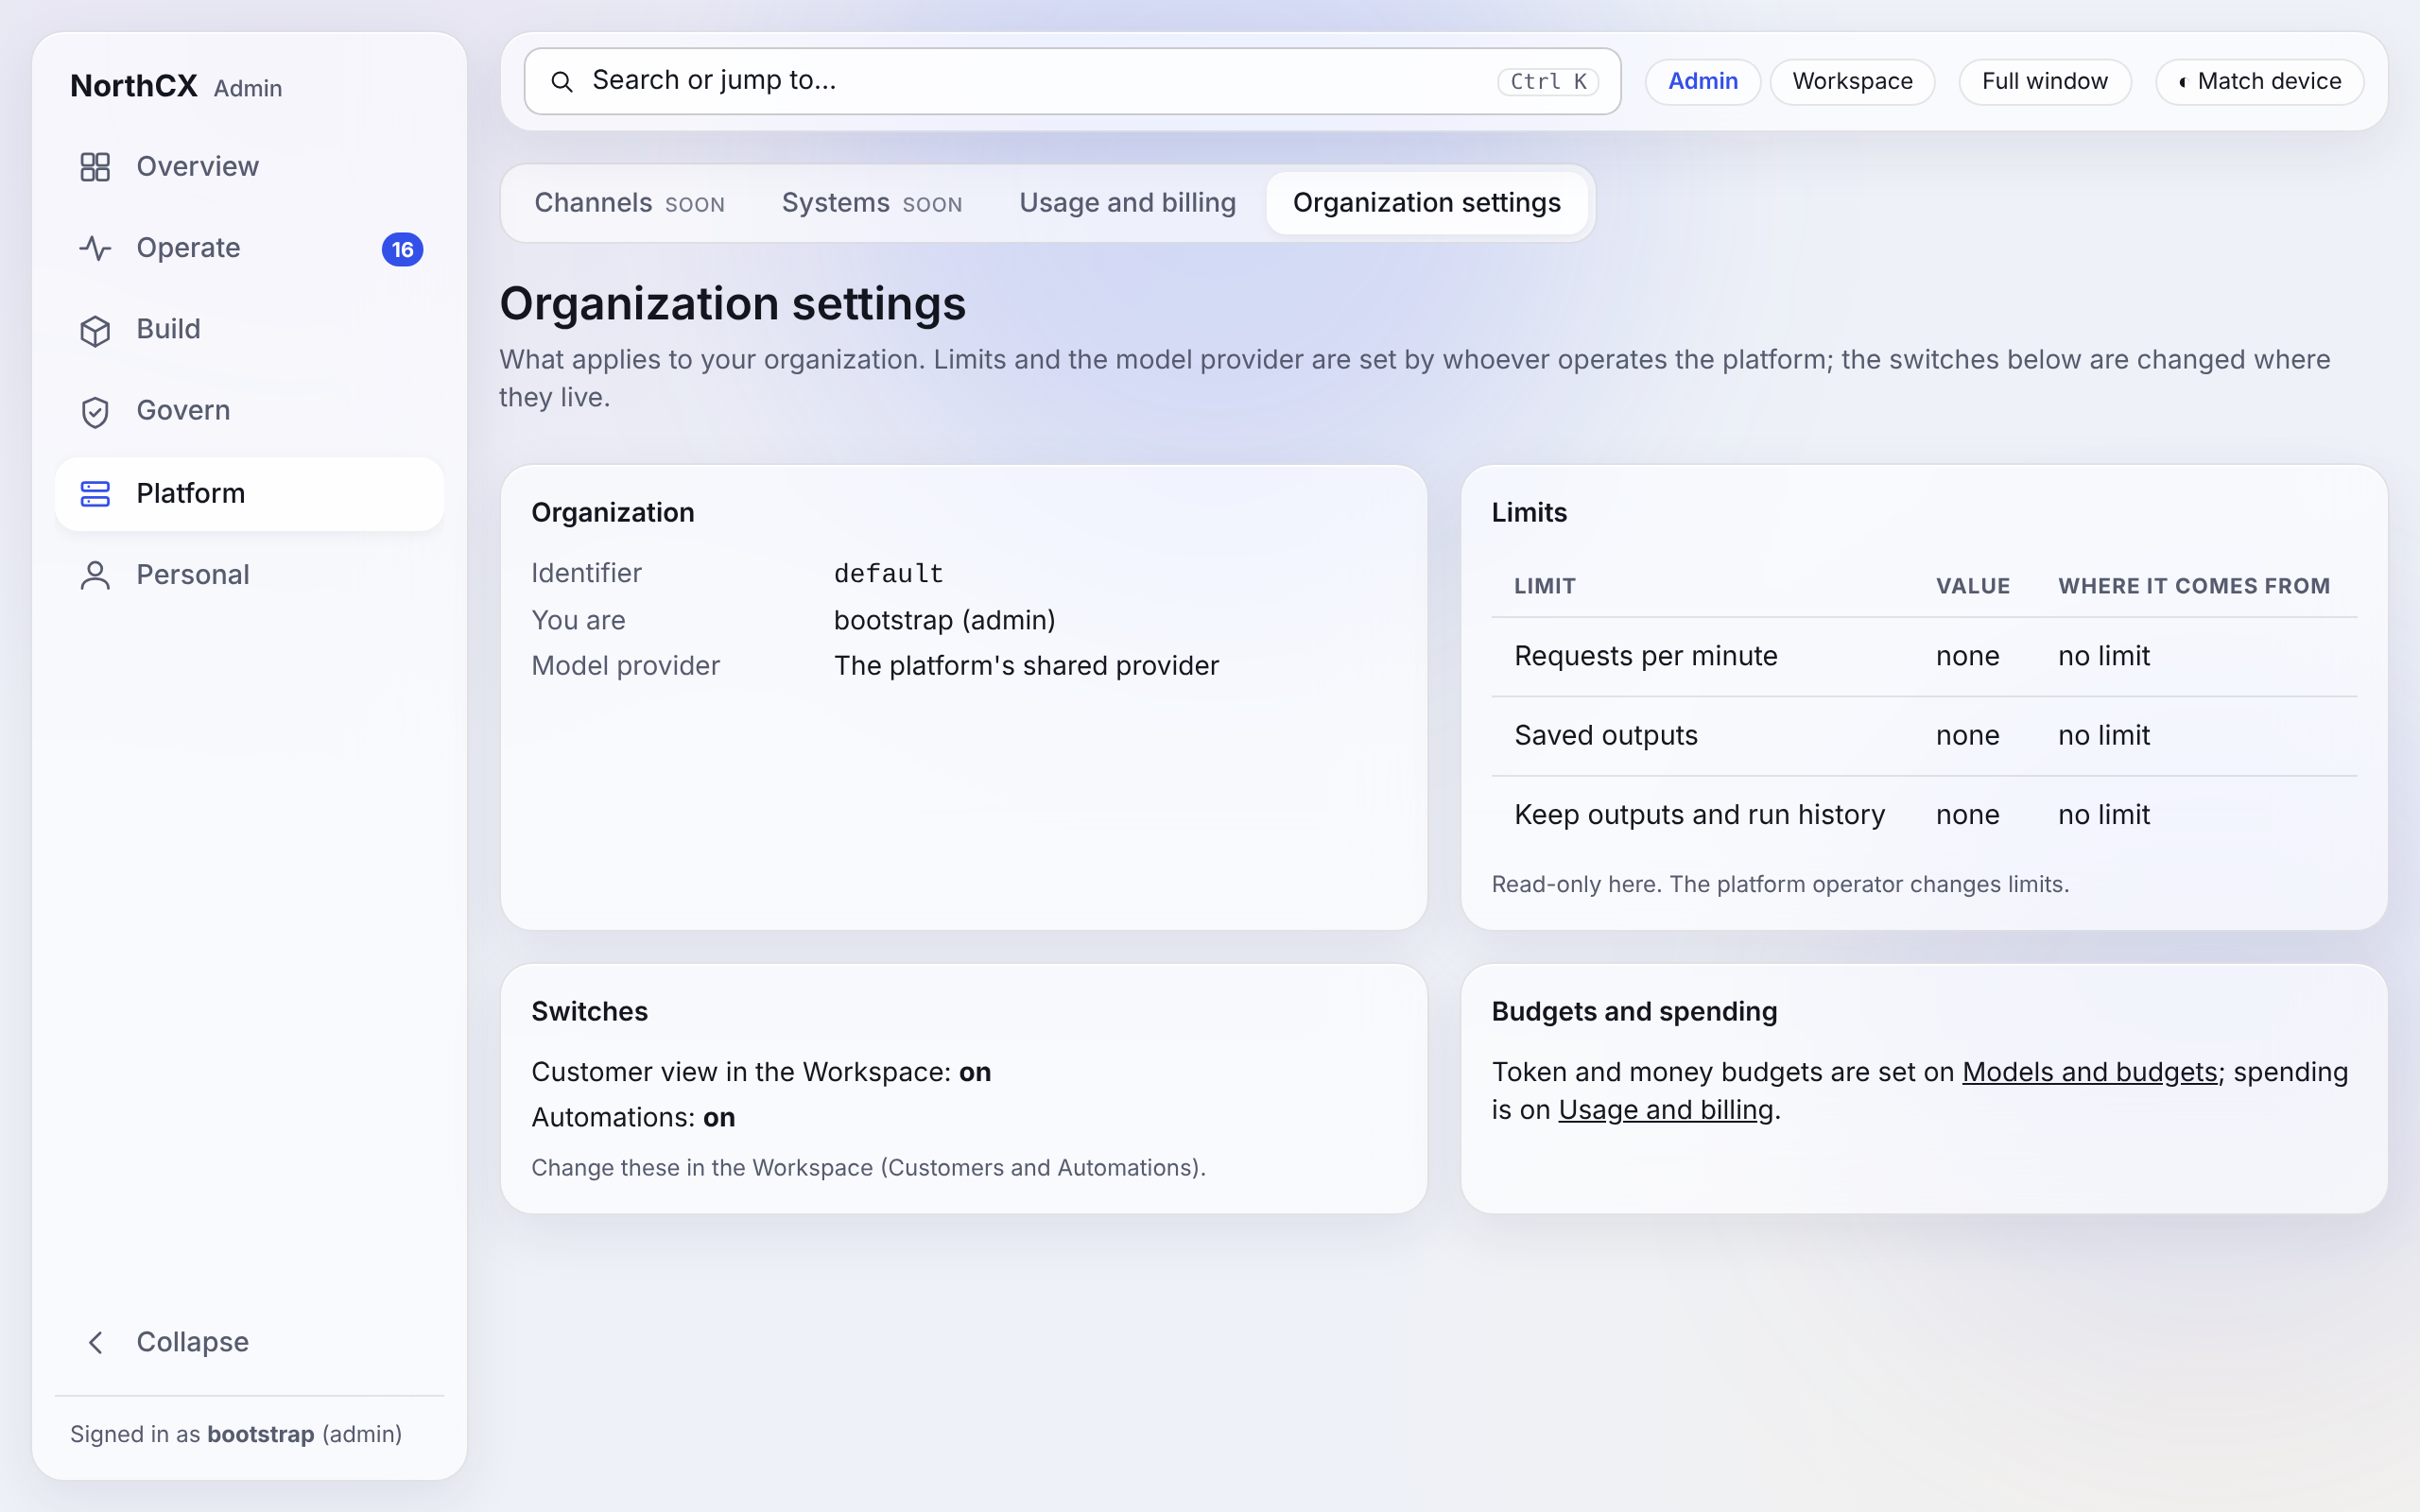 NorthCX Admin
Overview
Operate 16
Build
Govern
Platform
Personal
Collapse
Signed in as bootstrap (admin)
Search or jump to... Ctrl K
Admin Workspace Full window Match device
Channels SOON Systems SOON Usage and billing Organization settings
Organization settings
What applies to your organization. Limits and the model provider are set by whoever operates the platform; the switches below are changed where
they live.
Organization
Identifier default
You are bootstrap (admin)
Model provider The platform's shared provider
Limits
LIMIT VALUE WHERE IT COMES FROM
Requests per minute none no limit
Saved outputs none no limit
Keep outputs and run history none no limit
Read-only here. The platform operator changes limits.
Switches
Customer view in the Workspace: on
Automations: on
Change these in the Workspace (Customers and Automations).
Budgets and spending
Token and money budgets are set on Models and budgets; spending
is on Usage and billing.